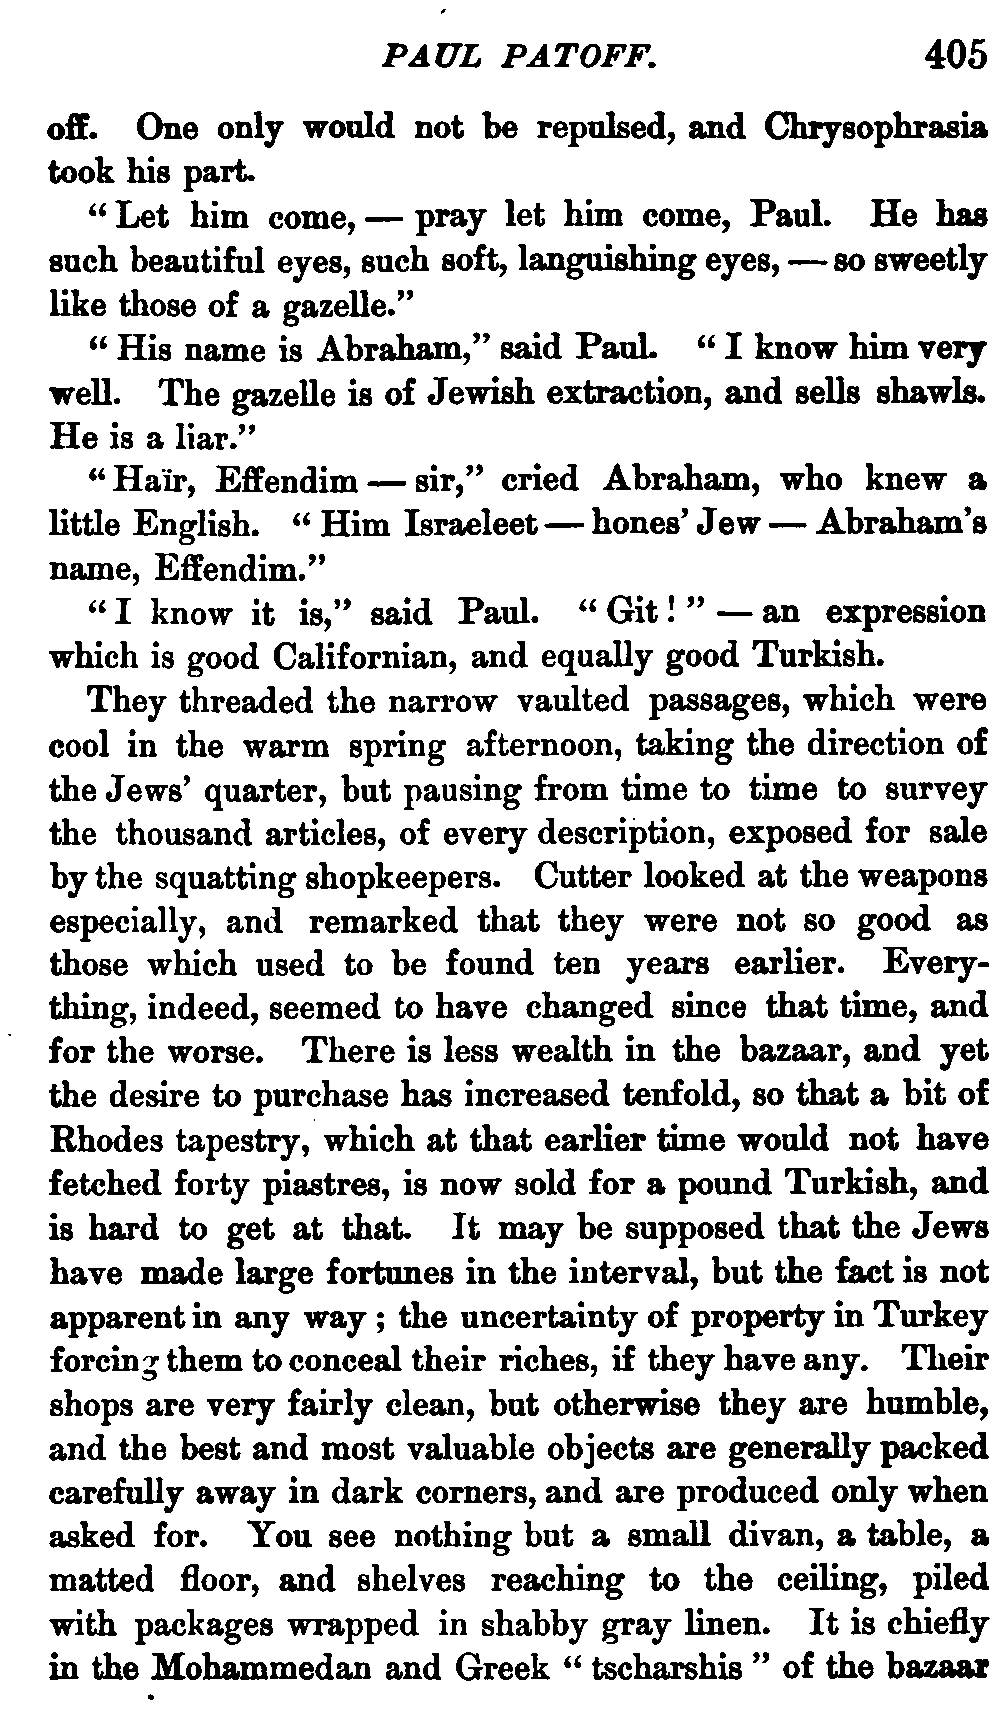 PAUL PATOFF. 405
off. One only would not be repulsed, and Chrysophrasia
took his part.
“Let him come, — pray let him come, Paul. He has
such beautiful eyes, such soft, languishing eyes, — so sweetly
like those of a gazelle.”
“His name is Abraham,” said Paul. “I know him very
well. The gazelle is of Jewish extraction, and sells shawls.
He is a liar.”
“Haïr, Effendim — sir,” cried Abraham, who knew a
little English. “Him Israeleet — hones’ Jew — Abraham’s
name, Effendim.”
“I know it is,” said Paul. “Git!” — an expression
which is good Californian, and equally good Turkish.
They threaded the narrow vaulted passages, which were
cool in the warm spring afternoon, taking the direction of
the Jews’ quarter, but pausing from time to time to survey
the thousand articles, of every description, exposed for sale
by the squatting shopkeepers. Cutter looked at the weapons
especially, and remarked that they were not so good as
those which used to be found ten years earlier. Every-
thing, indeed, seemed to have changed since that time, and
for the worse. There is less wealth in the bazaar, and yet
the desire to purchase has increased tenfold, so that a bit of
Rhodes tapestry, which at that earlier time would not have
fetched forty piastres, is now sold for a pound Turkish, and
is hard to get at that. It may be supposed that the Jews
have made large fortunes in the interval, but the fact is not
apparent in any way; the uncertainty of property in Turkey
forcing them to conceal their riches, if they have any. Their
shops are very fairly clean, but otherwise they are humble,
and the best and most valuable objects are generally packed
carefully away in dark corners, and are produced only when
asked for. You see nothing but a small divan, a table, a
matted floor, and shelves reaching to the ceiling, piled
with packages wrapped in shabby gray linen. It is chiefly
in the Mohammedan and Greek “tscharshis” of the bazaar